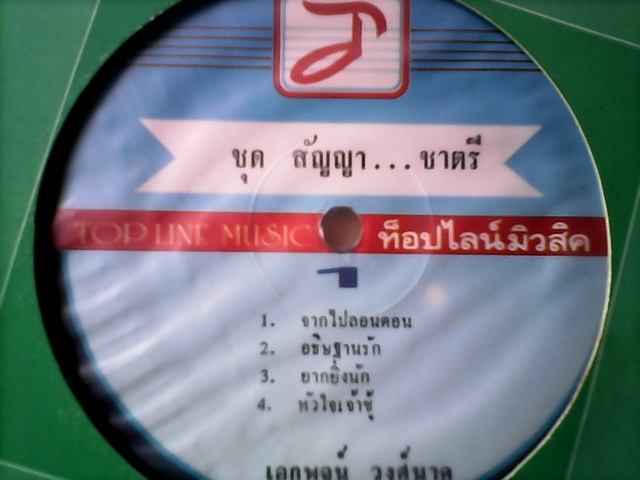 ชุด สัญญา...ชาตรี
TOP LINE MUSIC ท็อปไลน์มิวสิค
1. จากไปลอนดอน
2. อธิษฐานรัก
3. ยากยิ่งนัก
4. หัวใจเจ้าชู้
เอกพจน์ วงศ์นาค